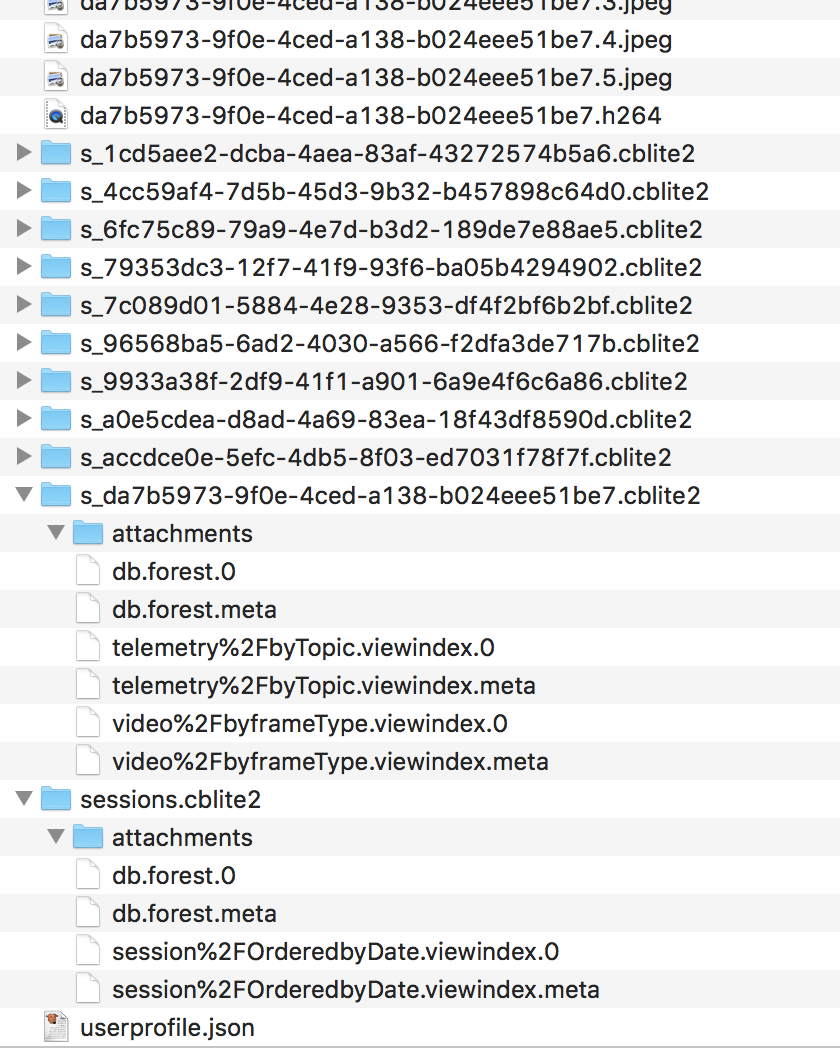 da7b5973-9f0e-4ced-a138-b024eee51be7.3.jpeg
da7b5973-9f0e-4ced-a138-b024eee51be7.4.jpeg
da7b5973-9f0e-4ced-a138-b024eee51be7.5.jpeg
da7b5973-9f0e-4ced-a138-b024eee51be7.h264
s_1cd5aee2-dcba-4aea-83af-43272574b5a6.cblite2
s_4cc59af4-7d5b-45d3-9b32-b457898c64d0.cblite2
s_6fc75c89-79a9-4e7d-b3d2-189de7e88ae5.cblite2
s_79353dc3-12f7-41f9-93f6-ba05b4294902.cblite2
s_7c089d01-5884-4e28-9353-df4f2bf6b2bf.cblite2
s_96568ba5-6ad2-4030-a566-f2dfa3de717b.cblite2
s_9933a38f-2df9-41f1-a901-6a9e4f6c6a86.cblite2
s_a0e5cdea-d8ad-4a69-83ea-18f43df8590d.cblite2
s_accdce0e-5efc-4db5-8f03-ed7031f78f7f.cblite2
s_da7b5973-9f0e-4ced-a138-b024eee51be7.cblite2
attachments
db.forest.0
db.forest.meta
telemetry%2FbyTopic.viewindex.0
telemetry%2FbyTopic.viewindex.meta
video%2FbyframeType.viewindex.0
video%2FbyframeType.viewindex.meta
sessions.cblite2
attachments
db.forest.0
db.forest.meta
session%2FOrderedbyDate.viewindex.0
session%2FOrderedbyDate.viewindex.meta
userprofile.json